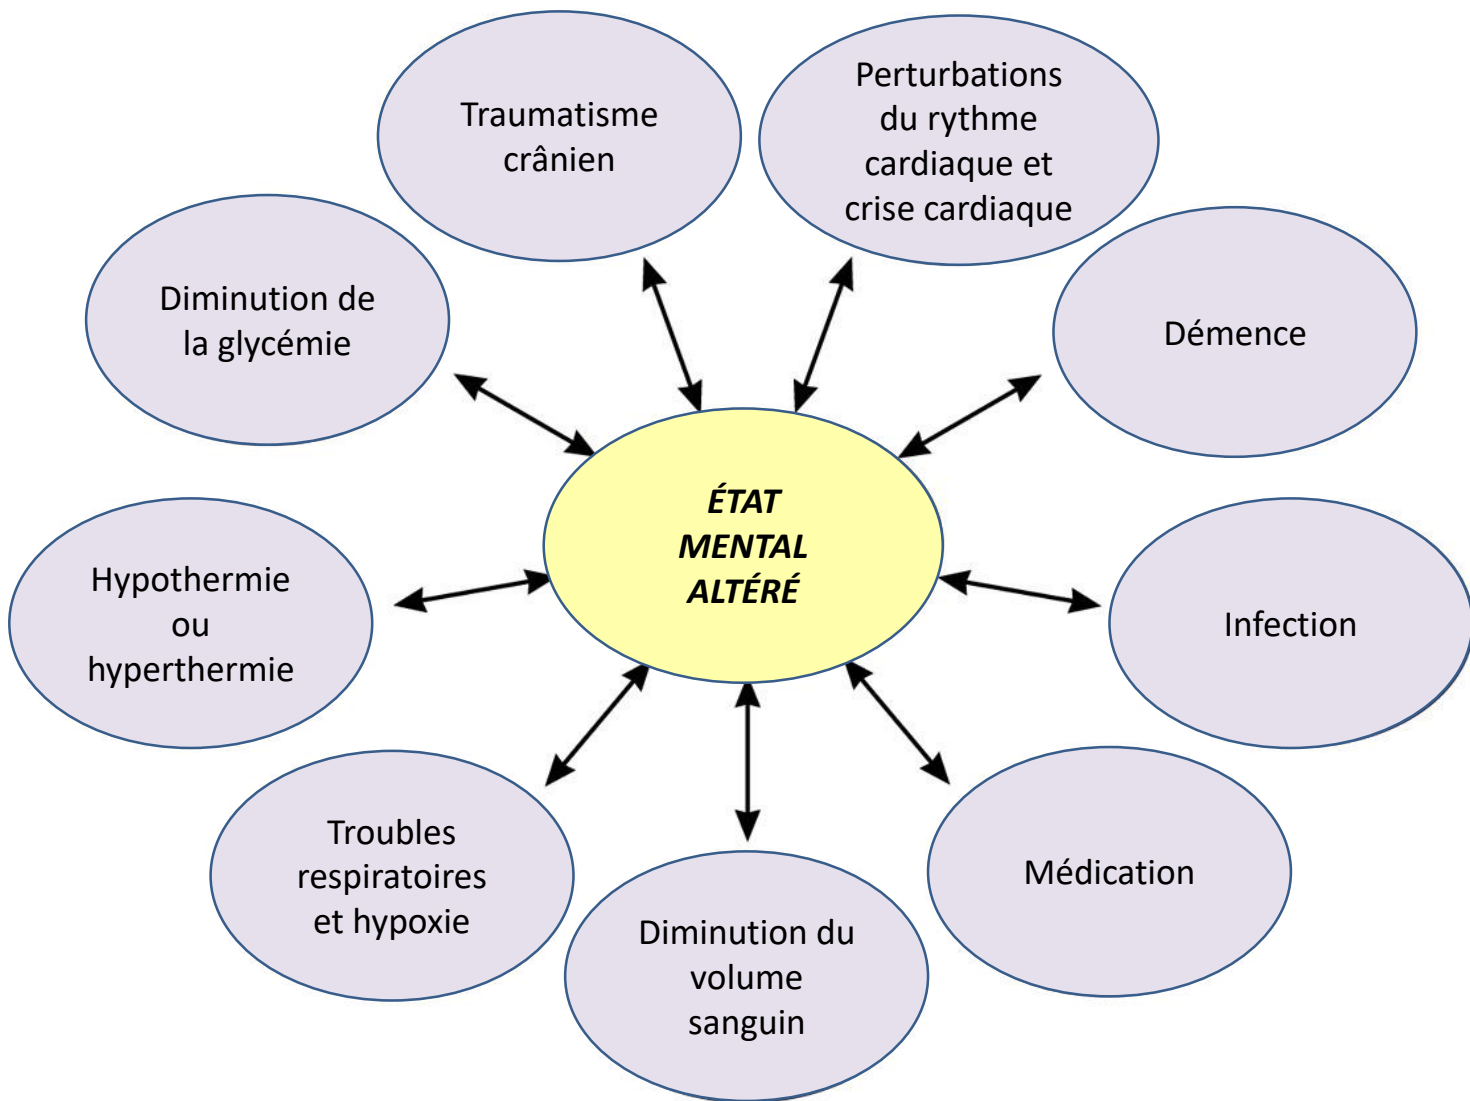 Traumatisme
crânien
Perturbations
du rythme
cardiaque et
crise cardiaque
Diminution de
la glycémie
Démence
ÉTAT
MENTAL
ALTÉRÉ
Hypothermie
ou
hyperthermie
Infection
Troubles
respiratoires
et hypoxie
Médication
Diminution du
volume
sanguin